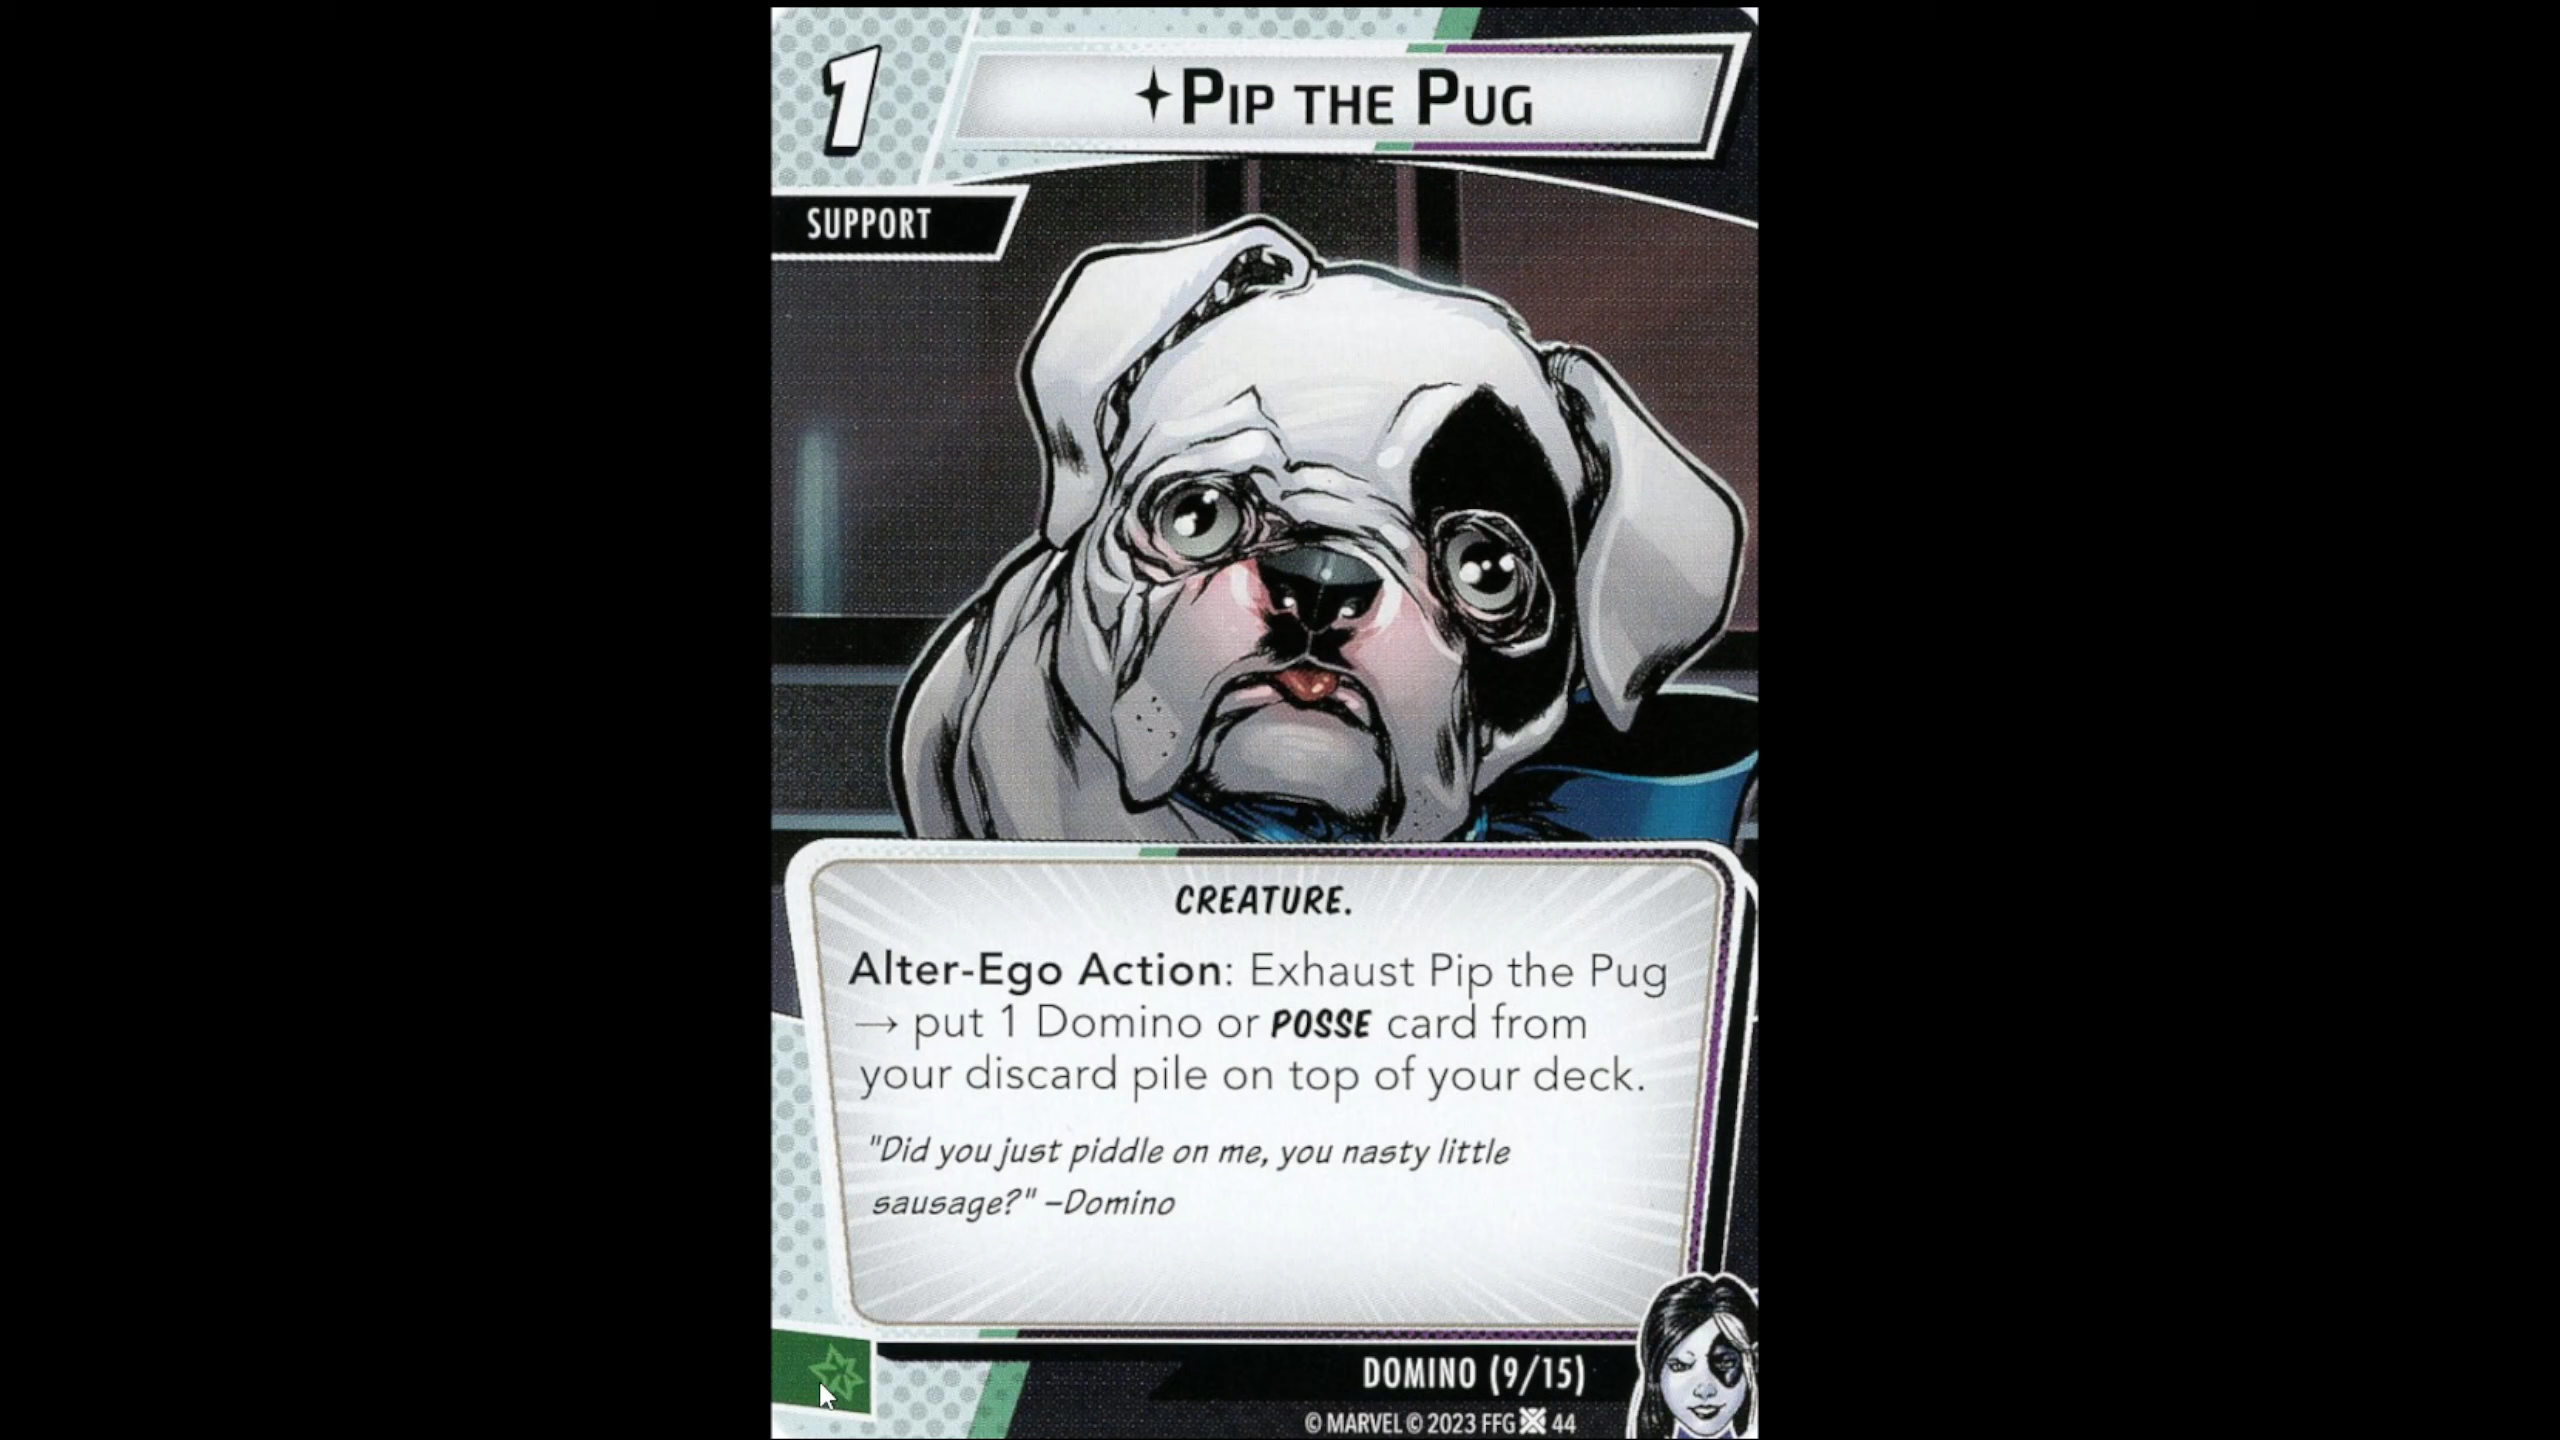 1
PIP THE PUG
SUPPORT
CREATURE.
Alter-Ego Action: Exhaust Pip the Pug
→ put 1 Domino or POSSE card from
your discard pile on top of your deck.
"Did you just piddle on me, you nasty little
sausage?" –Domino
DOMINO (9/15)
© MARVEL © 2023 FFG 44